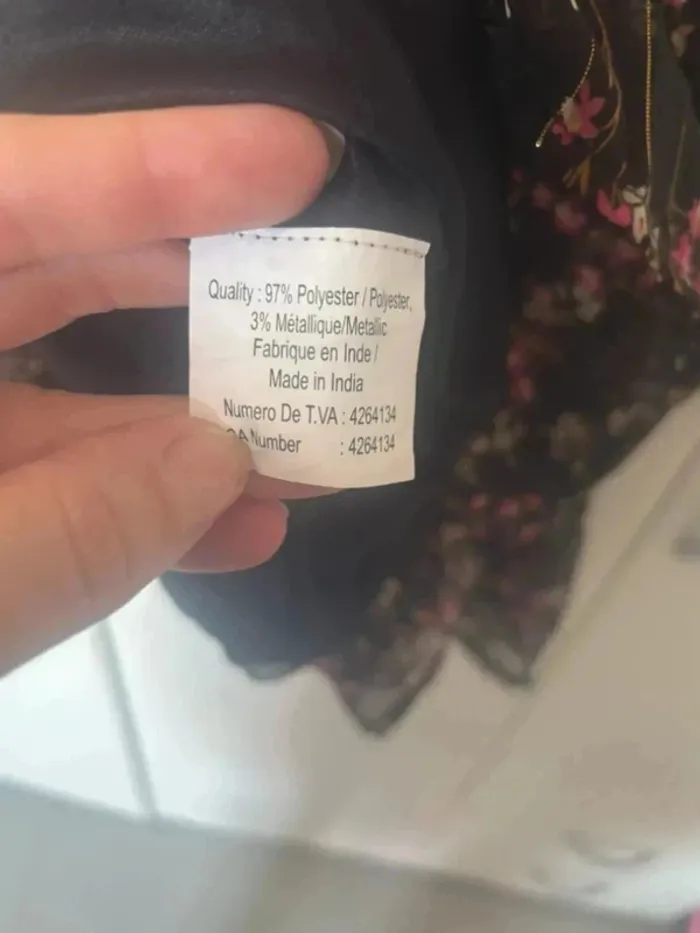 Quality : 97% Polyester / Polyester,
3% Métallique/Metallic
Fabrique en Inde /
Made in India
Numero De T.VA : 4264134
Number : 4264134